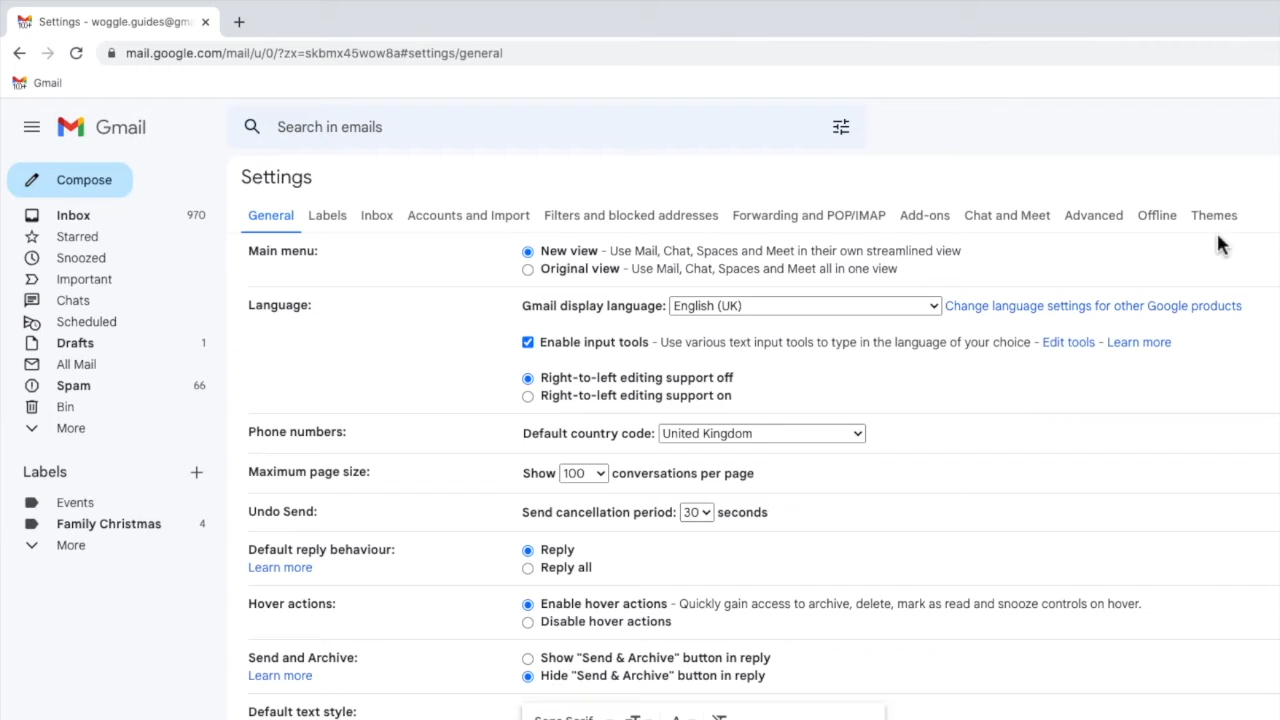 Settings - woggle.guides@gm
mail.google.com/mail/u/0/?zx=skbmx45wow8a#settings/general
Gmail
Gmail
Search in emails
Compose
Inbox 970
Starred
Snoozed
Important
Chats
Scheduled
Drafts 1
All Mail
Spam 66
Bin
More
Labels
Events
Family Christmas 4
More
Settings
General Labels Inbox Accounts and Import Filters and blocked addresses Forwarding and POP/IMAP Add-ons Chat and Meet Advanced Offline Themes
Main menu: New view - Use Mail, Chat, Spaces and Meet in their own streamlined view
Original view - Use Mail, Chat, Spaces and Meet all in one view
Language: Gmail display language: English (UK) Change language settings for other Google products
Enable input tools - Use various text input tools to type in the language of your choice - Edit tools - Learn more
Right-to-left editing support off
Right-to-left editing support on
Phone numbers: Default country code: United Kingdom
Maximum page size: Show 100 conversations per page
Undo Send: Send cancellation period: 30 seconds
Default reply behaviour: Reply
Learn more Reply all
Hover actions: Enable hover actions - Quickly gain access to archive, delete, mark as read and snooze controls on hover.
Disable hover actions
Send and Archive: Show "Send & Archive" button in reply
Learn more Hide "Send & Archive" button in reply
Default text style:
Sans Serif